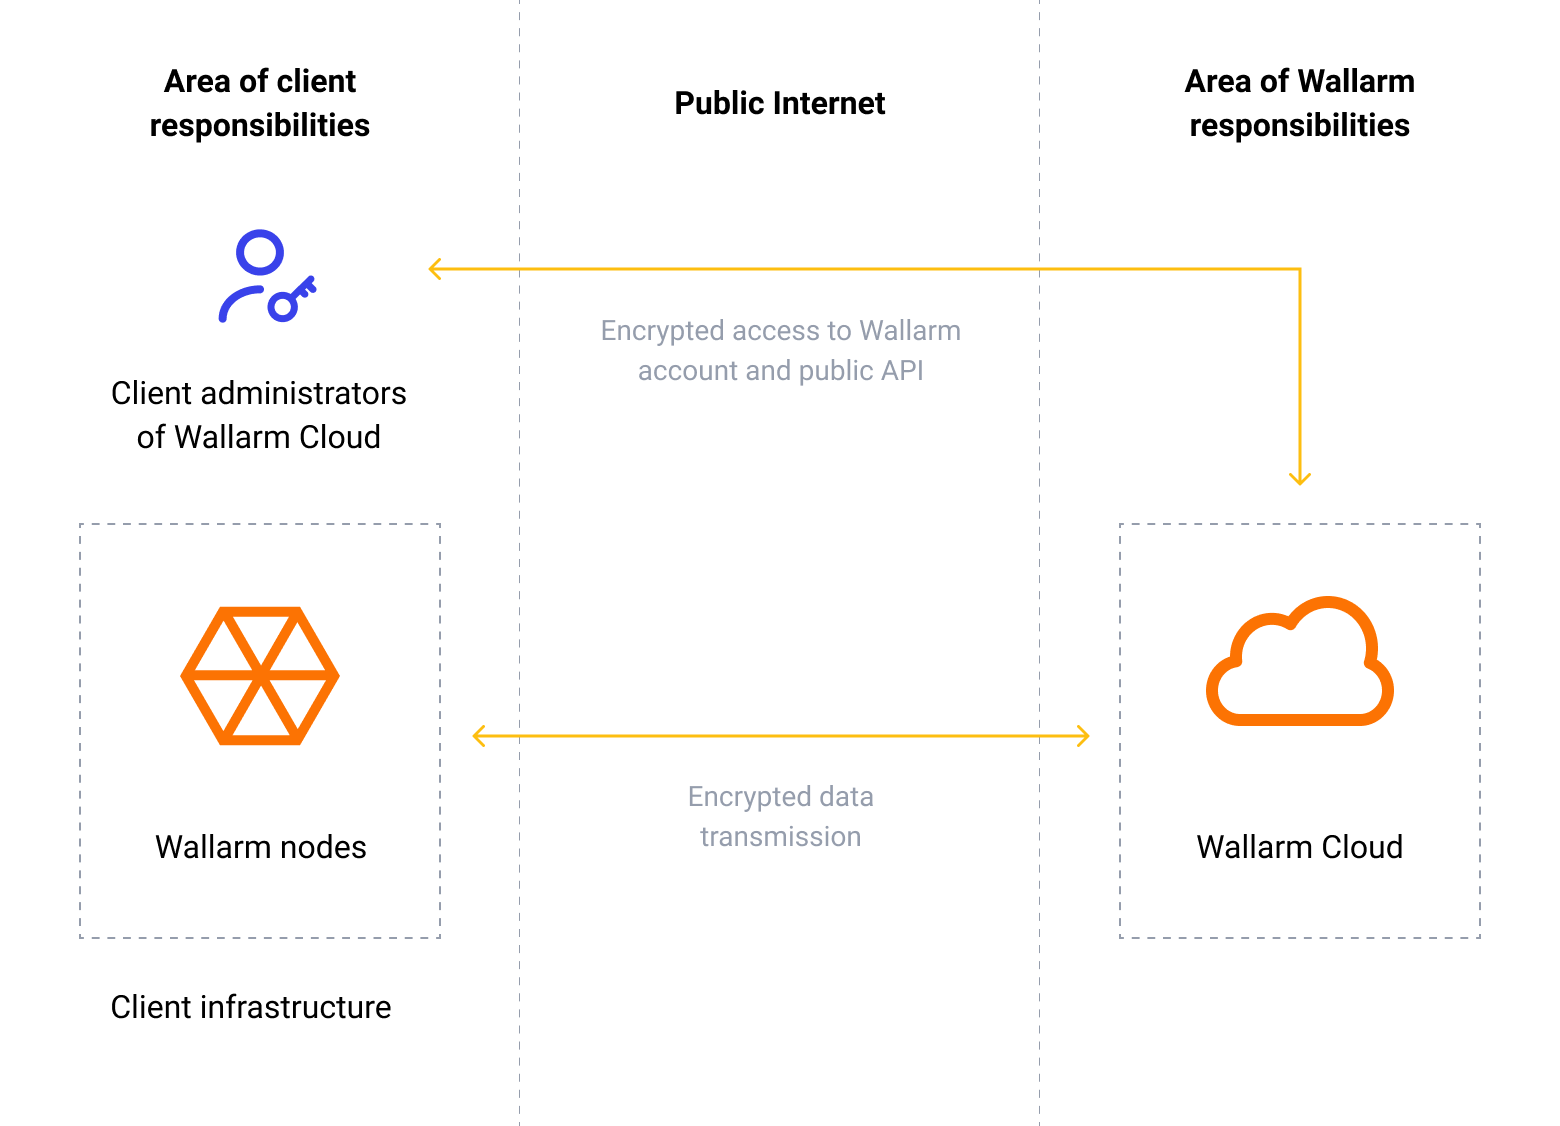 Area of client
responsibilities
Public Internet
Area of Wallarm
responsibilities
Encrypted access to Wallarm
account and public API
Client administrators
of Wallarm Cloud
Encrypted data
transmission
Wallarm nodes
Wallarm Cloud
Client infrastructure